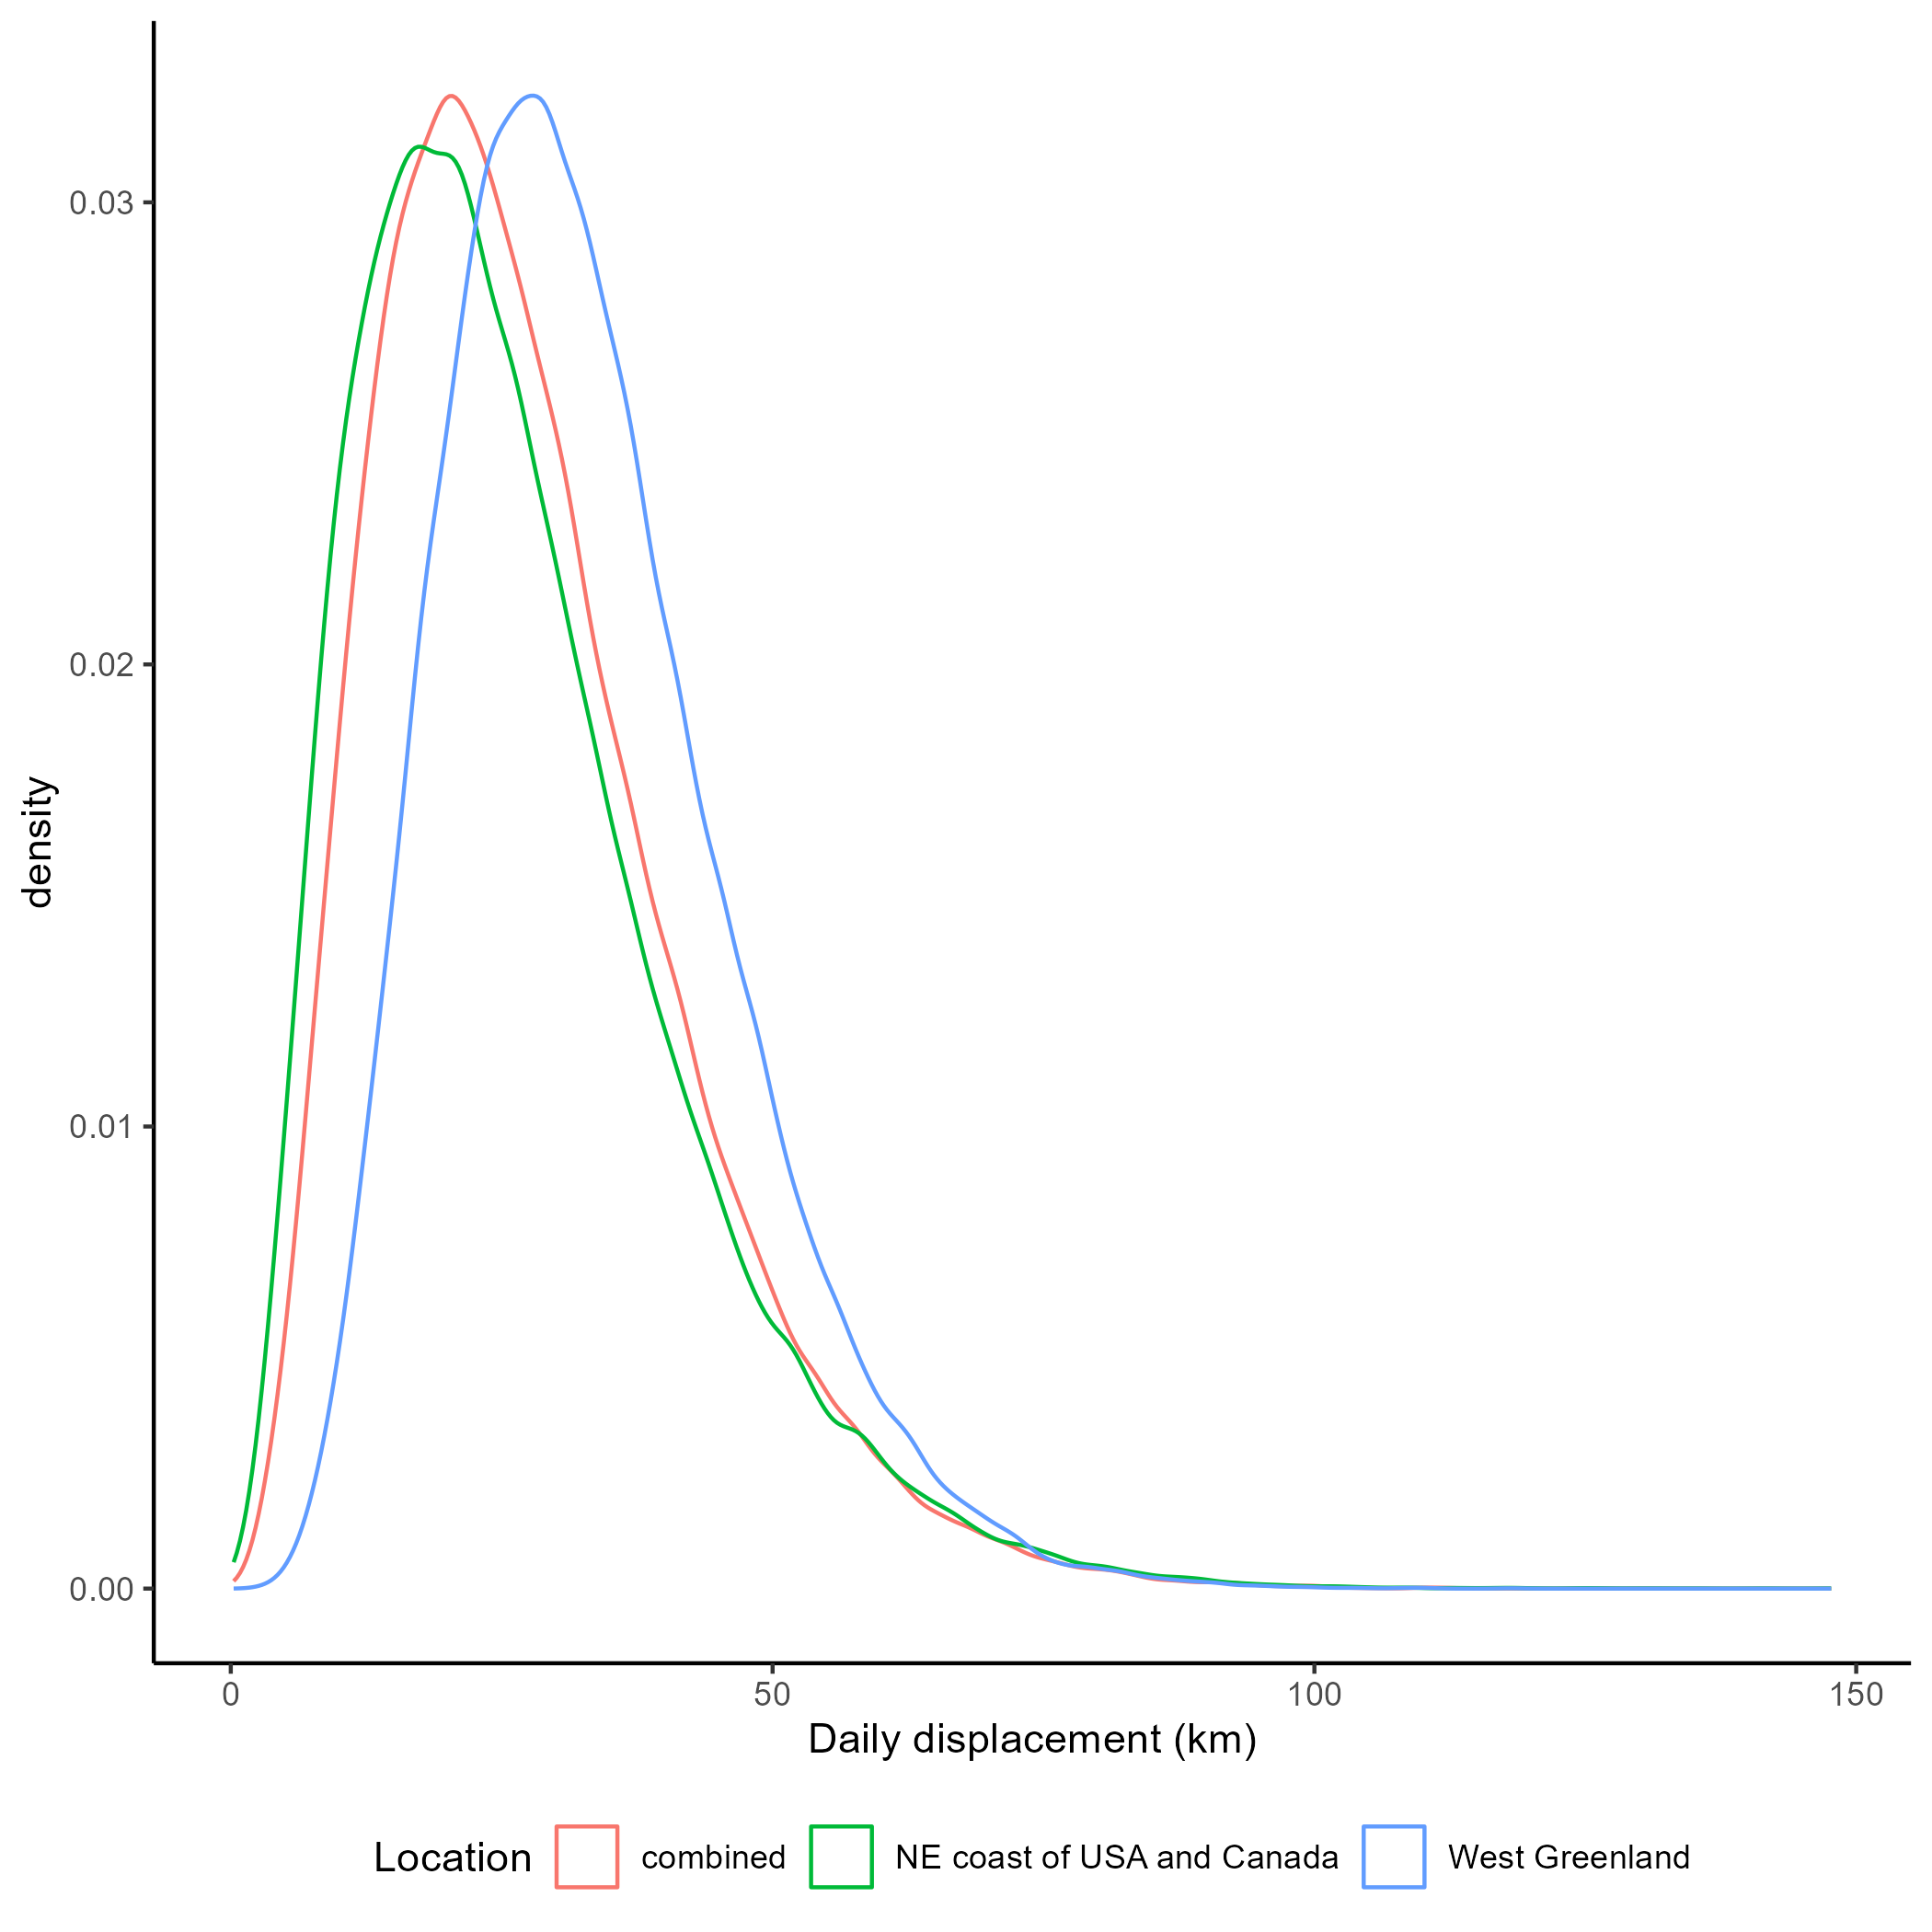 0.03
0.02
0.01
0.00
density
0 50 100 150
Daily displacement (km)
Location combined NE coast of USA and Canada West Greenland